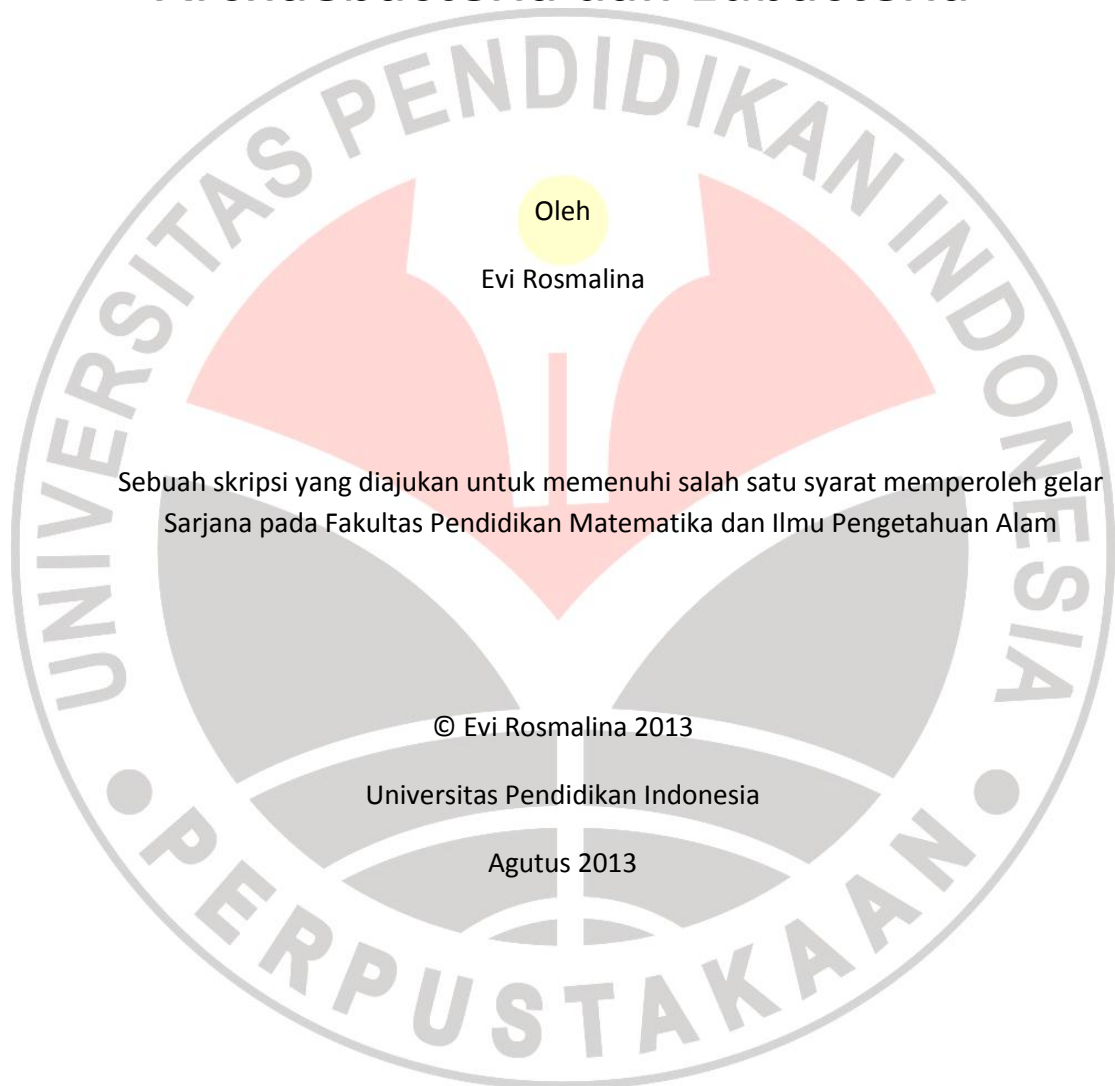 UNIVERSITAS PENDIDIKAN INDONESIA
Oleh
Evi Rosmalina
Sebuah skripsi yang diajukan untuk memenuhi salah satu syarat memperoleh gelar
Sarjana pada Fakultas Pendidikan Matematika dan Ilmu Pengetahuan Alam
© Evi Rosmalina 2013
Universitas Pendidikan Indonesia
Agutus 2013
PERPUSTAKAAN